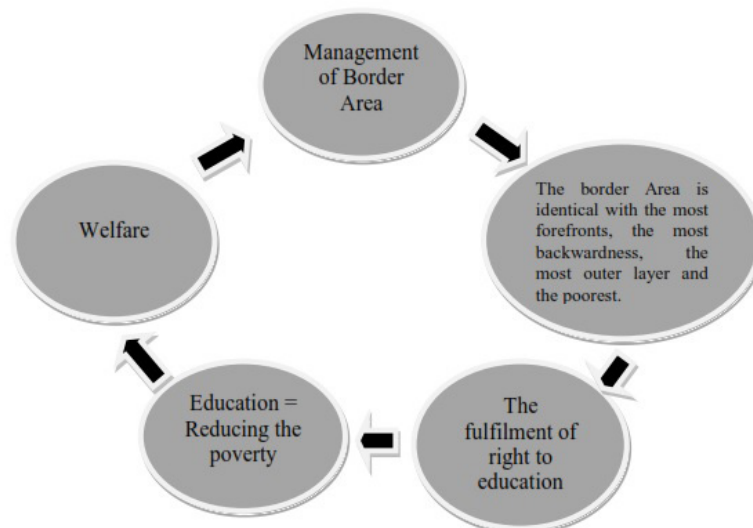 Management
of Border
Area
The border Area is
identical with the most
forefronts, the most
backwardness, the
most outer layer and
the poorest.
The
fulfilment of
right to
education
Education =
Reducing the
poverty
Welfare